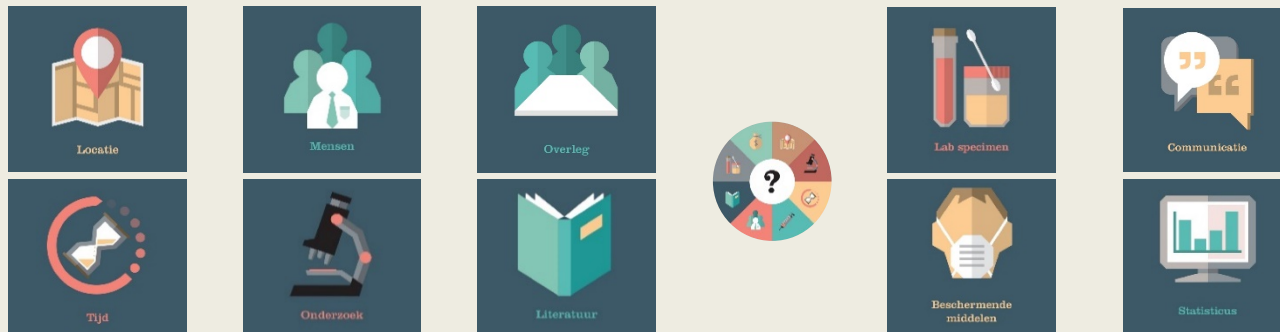 Locatie
Mensen
Overleg
?
Lab specimen
Communicatie
Tijd
Onderzoek
Literatuur
Beschermende
middelen
Statisticus